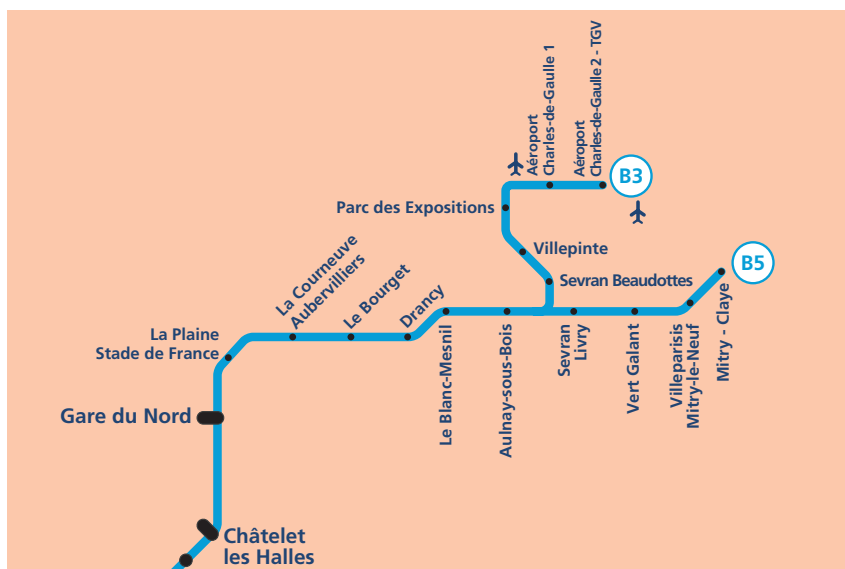 Aéroport
Charles-de-Gaulle 1
Aéroport
Charles-de-Gaulle 2 - TGV
B3
Parc des Expositions
Villepinte
Sevran Beaudottes
B5
La Courneuve
Aubervilliers
Le Bourget
Drancy
La Plaine
Stade de France
Le Blanc-Mesnil
Aulnay-sous-Bois
Sevran
Livry
Vert Galant
Villeparisis
Mitry-le-Neuf
Mitry - Claye
Gare du Nord
Châtelet
les Halles